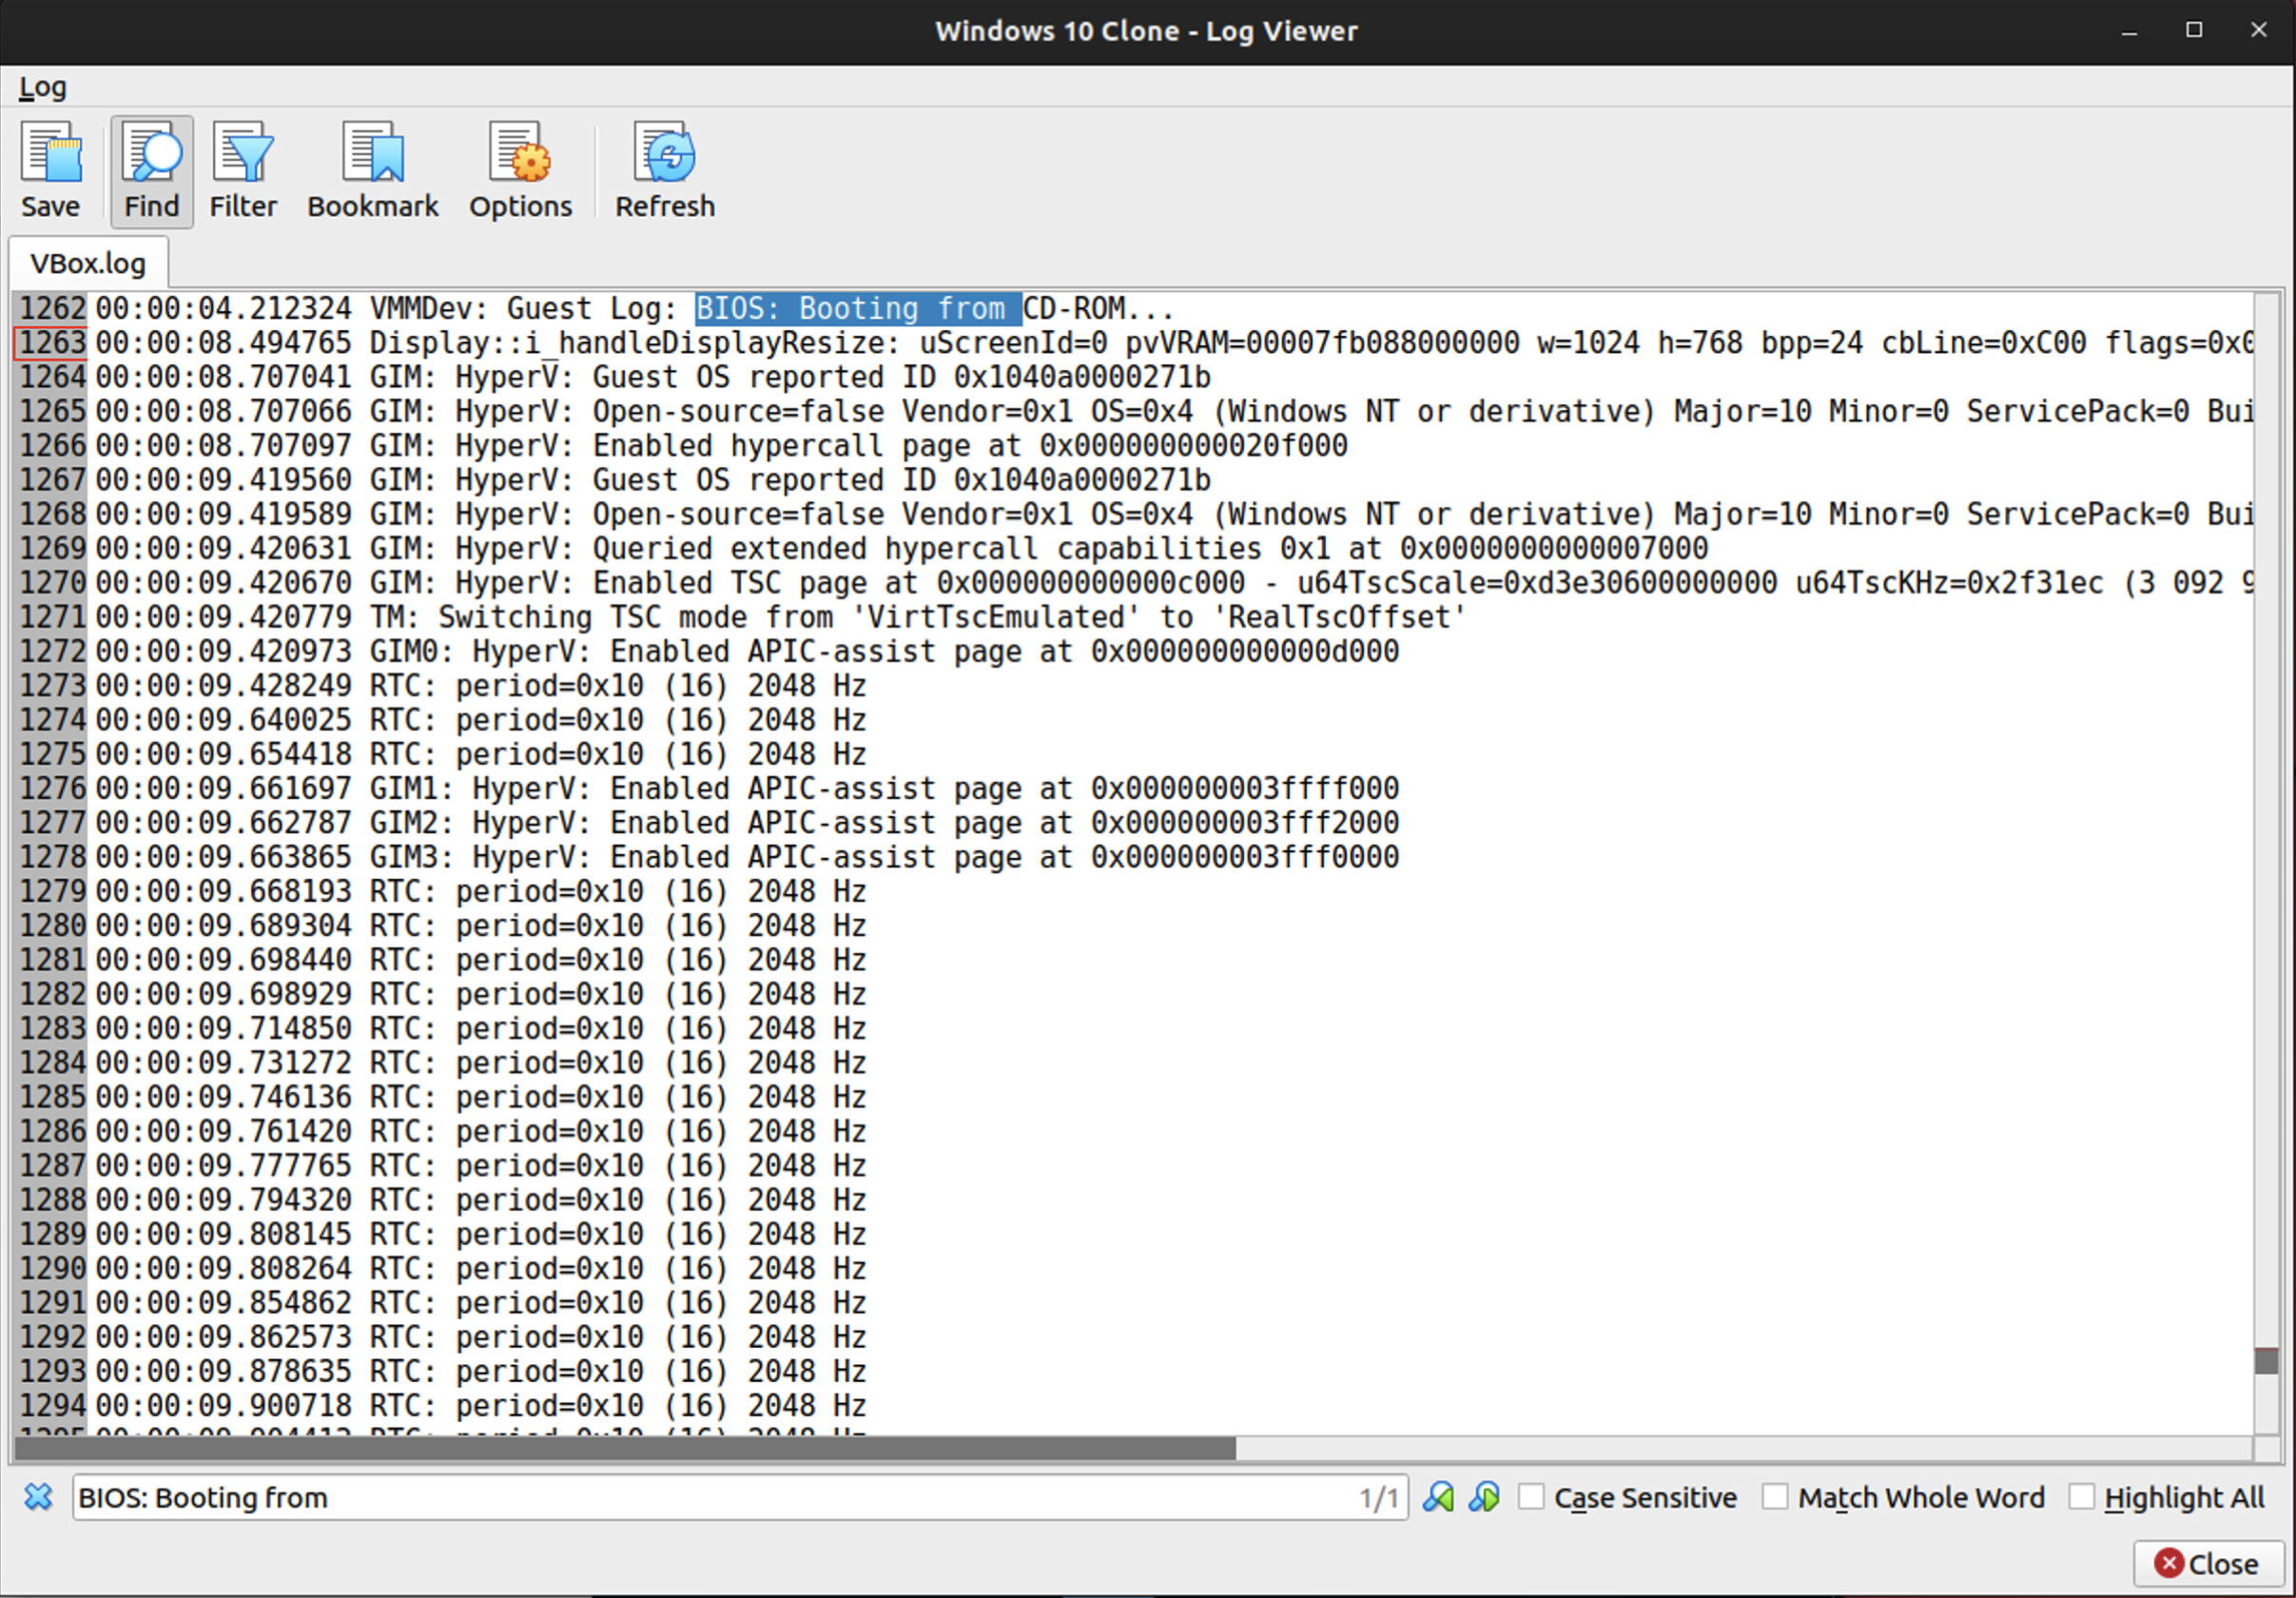 Windows 10 Clone - Log Viewer
Log
Save Find Filter Bookmark Options Refresh
VBox.log
1262 00:00:04.212324 VMMDev: Guest Log: BIOS: Booting from CD-ROM...
1263 00:00:08.494765 Display::i_handleDisplayResize: uScreenId=0 pvVRAM=00007fb088000000 w=1024 h=768 bpp=24 cbLine=0xC00 flags=0x0
1264 00:00:08.707041 GIM: HyperV: Guest OS reported ID 0x1040a0000271b
1265 00:00:08.707066 GIM: HyperV: Open-source=false Vendor=0x1 OS=0x4 (Windows NT or derivative) Major=10 Minor=0 ServicePack=0 Bui
1266 00:00:08.707097 GIM: HyperV: Enabled hypercall page at 0x000000000020f000
1267 00:00:09.419560 GIM: HyperV: Guest OS reported ID 0x1040a0000271b
1268 00:00:09.419589 GIM: HyperV: Open-source=false Vendor=0x1 OS=0x4 (Windows NT or derivative) Major=10 Minor=0 ServicePack=0 Bui
1269 00:00:09.420631 GIM: HyperV: Queried extended hypercall capabilities 0x1 at 0x0000000000007000
1270 00:00:09.420670 GIM: HyperV: Enabled TSC page at 0x000000000000c000 - u64TscScale=0xd3e30600000000 u64TscKHz=0x2f31ec (3 092 9
1271 00:00:09.420779 TM: Switching TSC mode from 'VirtTscEmulated' to 'RealTscOffset'
1272 00:00:09.420973 GIM0: HyperV: Enabled APIC-assist page at 0x000000000000d000
1273 00:00:09.428249 RTC: period=0x10 (16) 2048 Hz
1274 00:00:09.640025 RTC: period=0x10 (16) 2048 Hz
1275 00:00:09.654418 RTC: period=0x10 (16) 2048 Hz
1276 00:00:09.661697 GIM1: HyperV: Enabled APIC-assist page at 0x000000003ffff000
1277 00:00:09.662787 GIM2: HyperV: Enabled APIC-assist page at 0x000000003fff2000
1278 00:00:09.663865 GIM3: HyperV: Enabled APIC-assist page at 0x000000003fff0000
1279 00:00:09.668193 RTC: period=0x10 (16) 2048 Hz
1280 00:00:09.689304 RTC: period=0x10 (16) 2048 Hz
1281 00:00:09.698440 RTC: period=0x10 (16) 2048 Hz
1282 00:00:09.698929 RTC: period=0x10 (16) 2048 Hz
1283 00:00:09.714850 RTC: period=0x10 (16) 2048 Hz
1284 00:00:09.731272 RTC: period=0x10 (16) 2048 Hz
1285 00:00:09.746136 RTC: period=0x10 (16) 2048 Hz
1286 00:00:09.761420 RTC: period=0x10 (16) 2048 Hz
1287 00:00:09.777765 RTC: period=0x10 (16) 2048 Hz
1288 00:00:09.794320 RTC: period=0x10 (16) 2048 Hz
1289 00:00:09.808145 RTC: period=0x10 (16) 2048 Hz
1290 00:00:09.808264 RTC: period=0x10 (16) 2048 Hz
1291 00:00:09.854862 RTC: period=0x10 (16) 2048 Hz
1292 00:00:09.862573 RTC: period=0x10 (16) 2048 Hz
1293 00:00:09.878635 RTC: period=0x10 (16) 2048 Hz
1294 00:00:09.900718 RTC: period=0x10 (16) 2048 Hz
BIOS: Booting from 1/1 Case Sensitive Match Whole Word Highlight All
Close